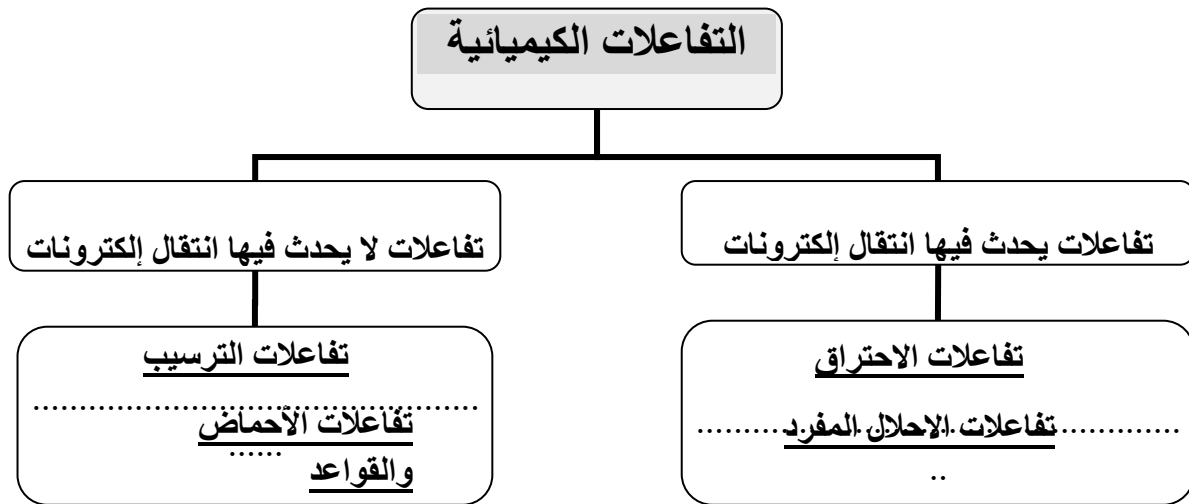 التفاعلات الكيميائية
تفاعلات يحدث فيها انتقال إلكترونات
تفاعلات لا يحدث فيها انتقال إلكترونات
تفاعلات الاحتراق
تفاعلات الاحلال المفرد
تفاعلات الترسيب
تفاعلات الأحماض
والقواعد